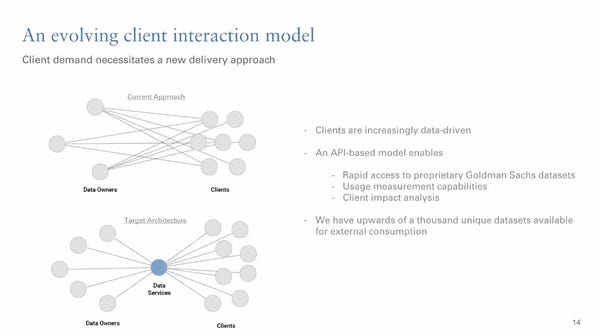 An evolving client interaction model
Client demand necessitates a new delivery approach
Current Approach
Data Owners
Clients
Target Architecture
Data
Services
Data Owners
Clients
- Clients are increasingly data-driven
- An API-based model enables
- Rapid access to proprietary Goldman Sachs datasets
- Usage measurement capabilities
- Client impact analysis
- We have upwards of a thousand unique datasets available
for external consumption
14